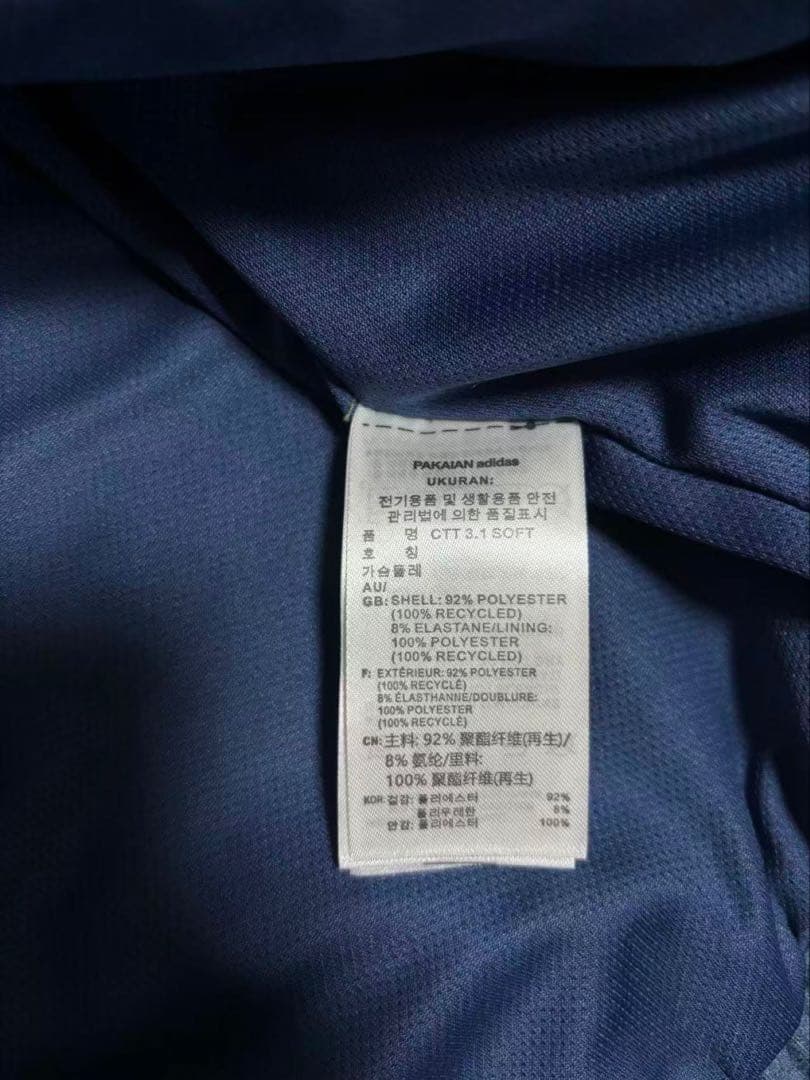 PAKAIAN adidas
UKURAN:
전기용품 및 생활용품 안전
관리법에 의한 품질표시
품 명 CTT 3.1 SOFT
호 칭
가슴둘레
AU/
GB: SHELL: 92% POLYESTER
(100% RECYCLED)
8% ELASTANE/LINING:
100% POLYESTER
(100% RECYCLED)
F: EXTÉRIEUR: 92% POLYESTER
(100% RECYCLÉ)
8% ÉLASTHANNE/DOUBLURE:
100% POLYESTER
(100% RECYCLÉ)
CN: 主料: 92% 聚酯纤维(再生)/
8% 氨纶/里料:
100% 聚酯纤维(再生)
KOR 겉감: 폴리에스터 92%
폴리우레탄 8%
안감: 폴리에스터 100%